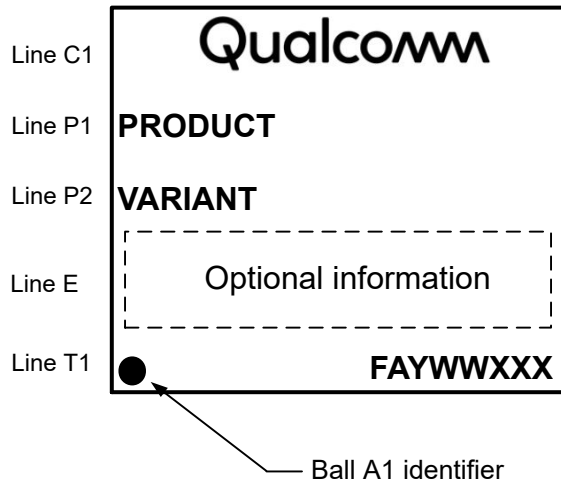 Line C1 Qualcomm
Line P1 PRODUCT
Line P2 VARIANT
Line E Optional information
Line T1 FAYWWXXX
Ball A1 identifier